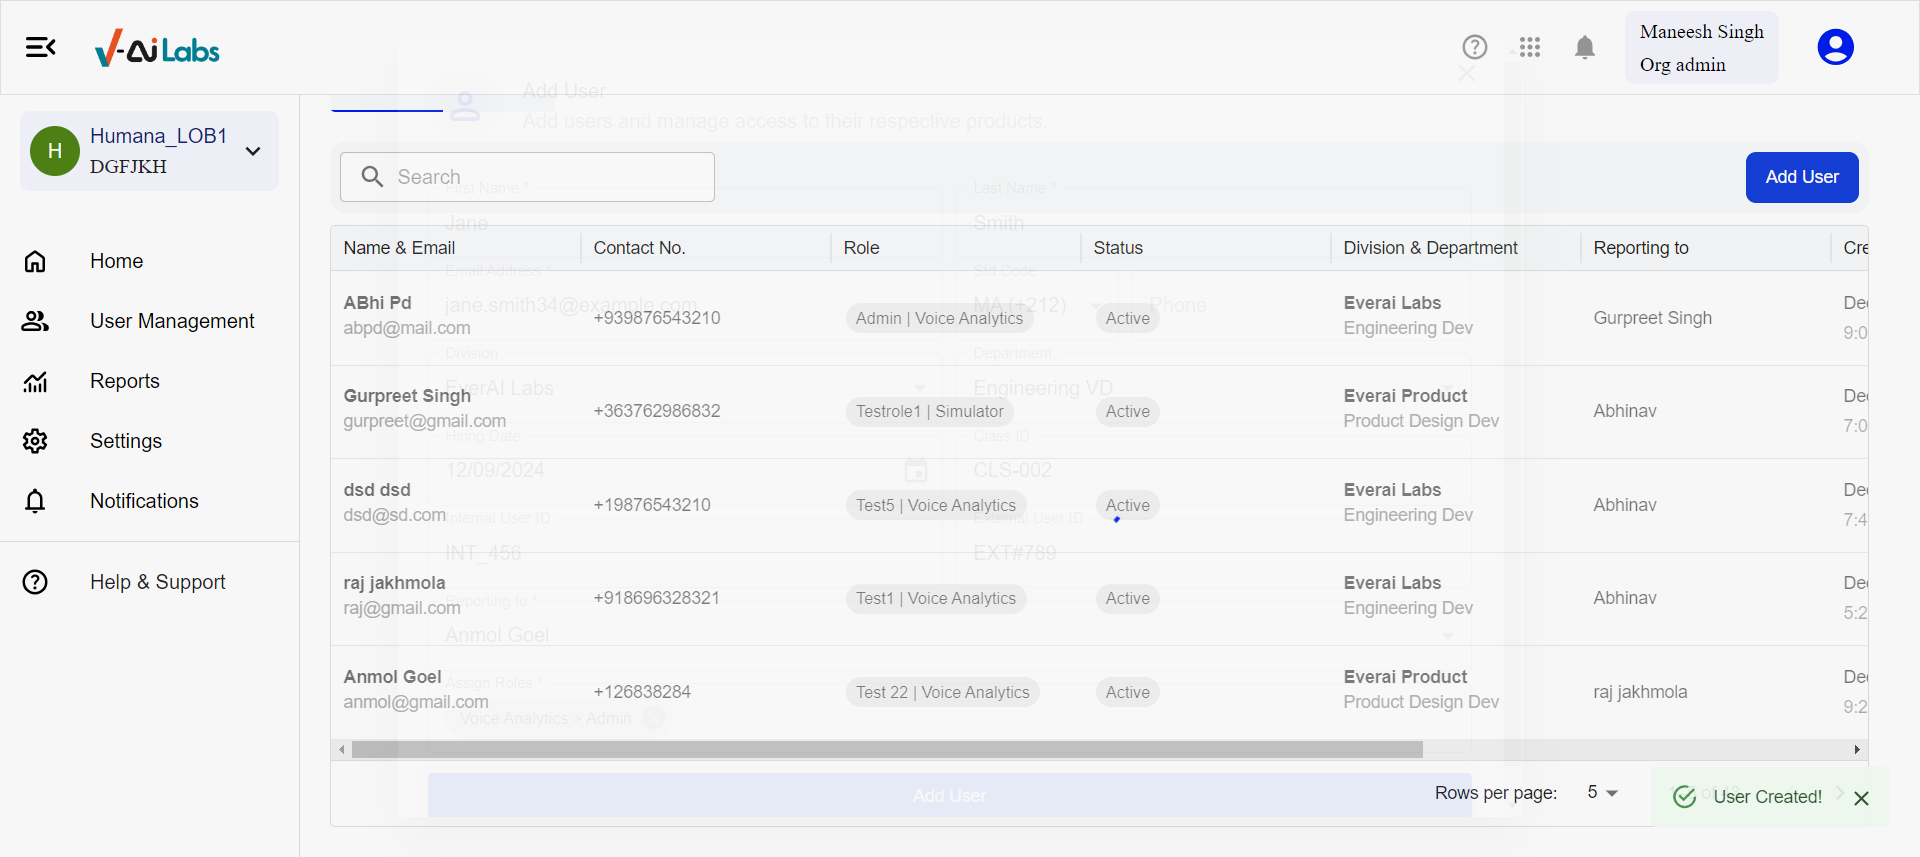 V-Ai Labs
Maneesh Singh
Org admin
H
Humana_LOB1
DGFJKH
Home
User Management
Reports
Settings
Notifications
Help & Support
Add User
Add users and manage access to their respective products.
Search
Add User
First Name *
Last Name *
Jane
Smith
Name & Email
Contact No.
Role
Status
Division & Department
Reporting to
Cre
Email Address *
Std Code
jane.smith34@example.com
MA (+212)
Phone
ABhi Pd
abpd@mail.com
+939876543210
Admin | Voice Analytics
Active
Everai Labs
Engineering Dev
Gurpreet Singh
Dec
9:0
Division
Department
EverAI Labs
Engineering VD
Gurpreet Singh
gurpreet@gmail.com
+363762986832
Testrole1 | Simulator
Active
Everai Product
Product Design Dev
Abhinav
Dec
7:0
Hiring Date
Class ID
12/09/2024
CLS-002
dsd dsd
dsd@sd.com
+19876543210
Test5 | Voice Analytics
Active
Everai Labs
Engineering Dev
Abhinav
Dec
7:4
Internal User ID
External User ID
INT_456
EXT#789
raj jakhmola
raj@gmail.com
+918696328321
Test1 | Voice Analytics
Active
Everai Labs
Engineering Dev
Abhinav
Dec
5:2
Reporting to *
Anmol Goel
Anmol Goel
anmol@gmail.com
+126838284
Test 22 | Voice Analytics
Active
Everai Product
Product Design Dev
raj jakhmola
Dec
9:2
Assign Roles *
Voice Analytics > Admin
Add User
Rows per page:
5
User Created!